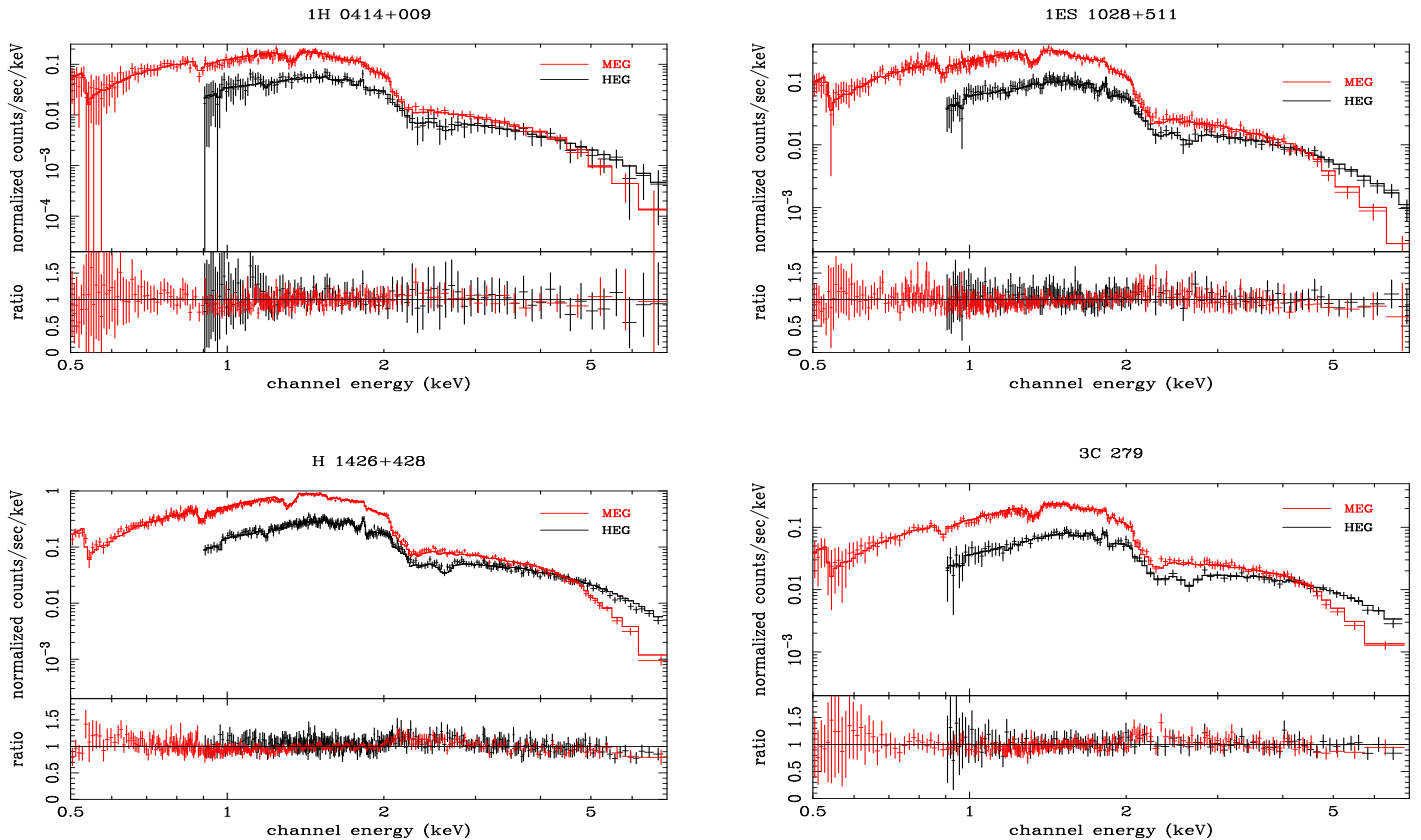 1H 0414+009
normalized counts/sec/keV
0.1
0.01
10⁻³
10⁻⁴
MEG
HEG
ratio
1.5
1
0.5
0
0.5
1
2
5
channel energy (keV)
1ES 1028+511
normalized counts/sec/keV
0.1
0.01
10⁻³
MEG
HEG
ratio
1.5
1
0.5
0
0.5
1
2
5
channel energy (keV)
H 1426+428
normalized counts/sec/keV
1
0.1
0.01
10⁻³
MEG
HEG
ratio
1.5
1
0.5
0
0.5
1
2
5
channel energy (keV)
3C 279
normalized counts/sec/keV
0.1
0.01
10⁻³
MEG
HEG
ratio
1.5
1
0.5
0
0.5
1
2
5
channel energy (keV)